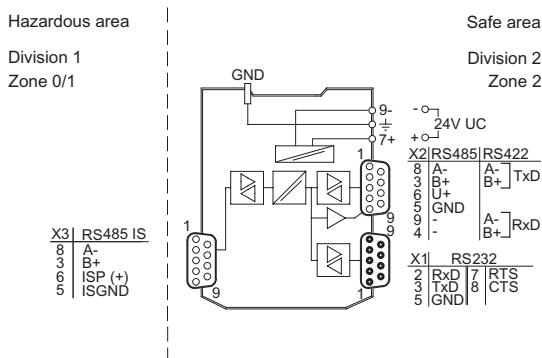 Hazardous area
Safe area
Division 1
Zone 0/1
Division 2
Zone 2
GND
9-
7+
- 24V UC
+
1
9
X2 RS485 RS422
8 A- A- TxD
3 B+ B+
6 U+
5 GND
9 - A- RxD
4 - B+
9
1
X1 RS232
2 RxD 7 RTS
3 TxD 8 CTS
5 GND
1
9
X3 RS485 IS
8 A-
3 B+
6 ISP (+)
5 ISGND